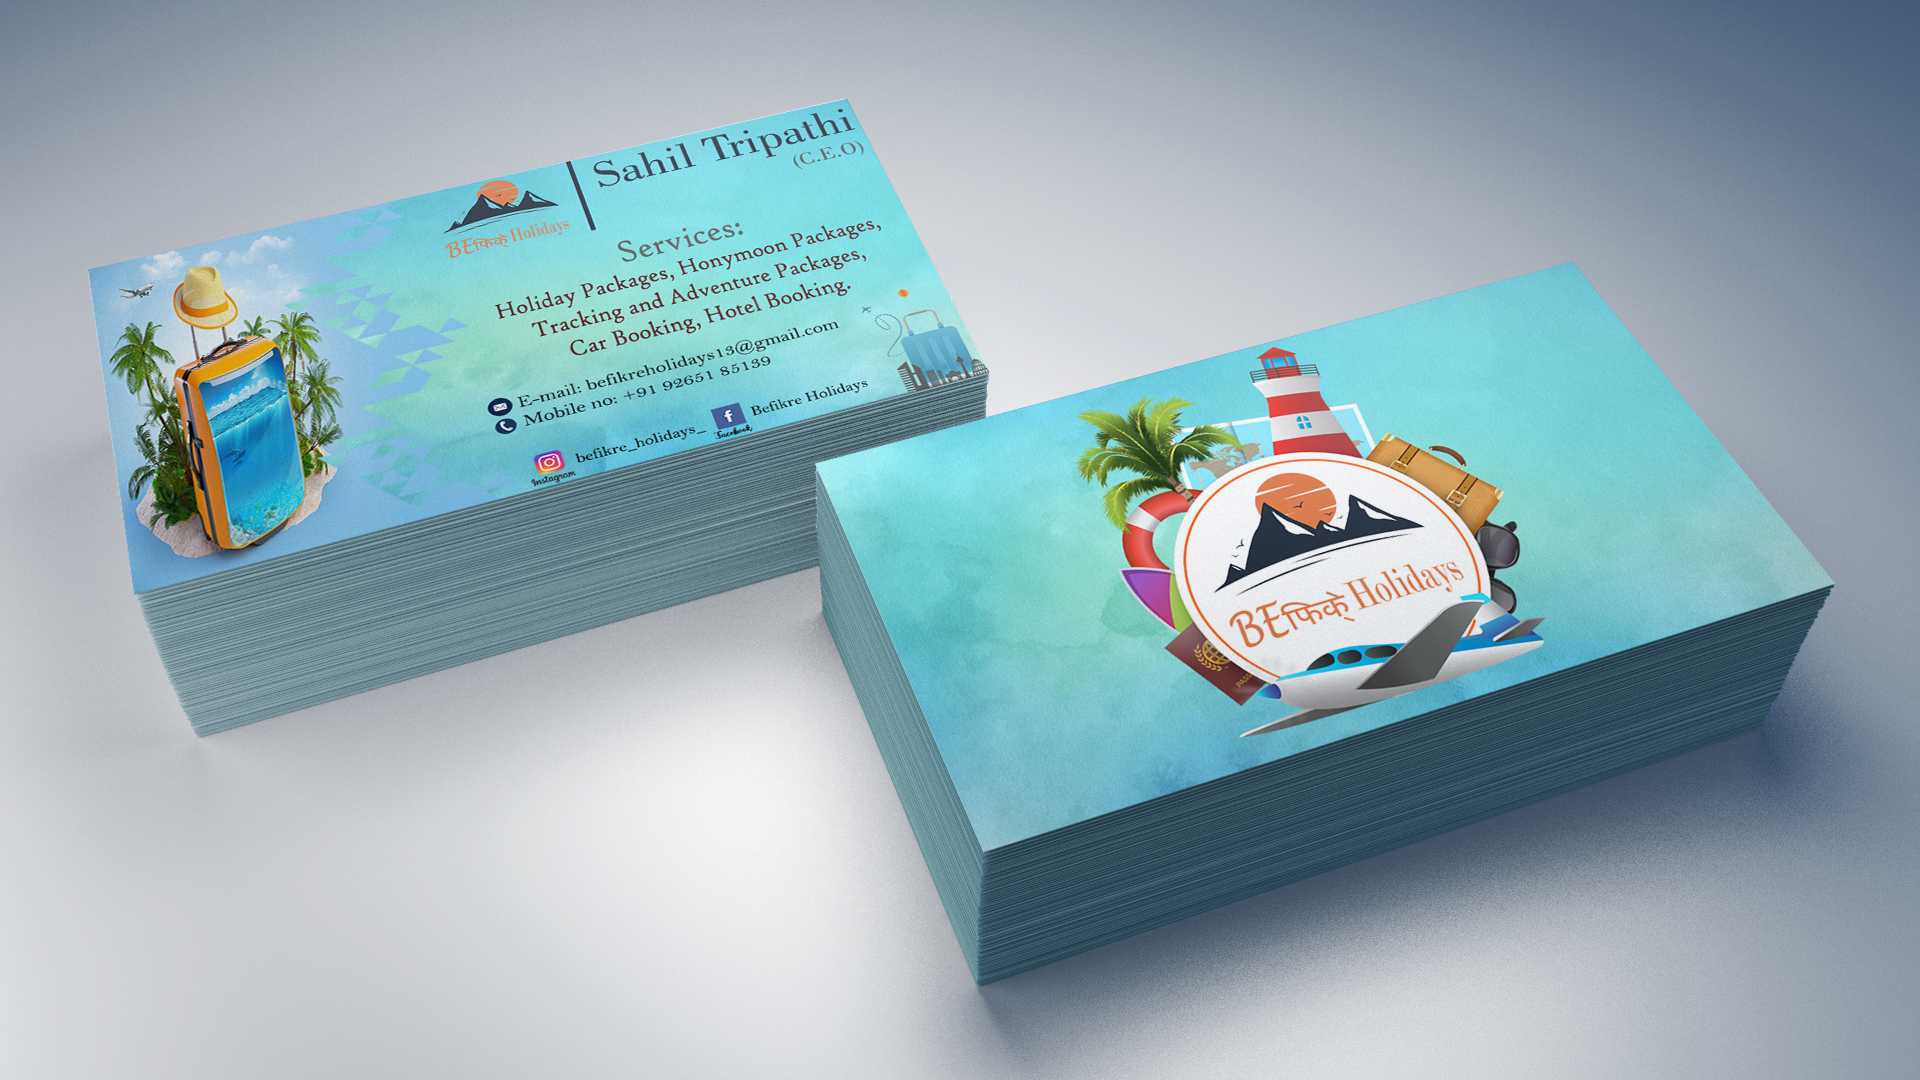 Sahil Tripathi
(C.E.O)
BEफिक्रे Holidays
Services:
Holiday Packages, Honymoon Packages,
Tracking and Adventure Packages,
Car Booking, Hotel Booking.
E-mail: befikreholidays13@gmail.com
Mobile no: +91 92651 85139
Instagram
befikre_holidays_
Facebook
Befikre Holidays
BEफिक्रे Holidays